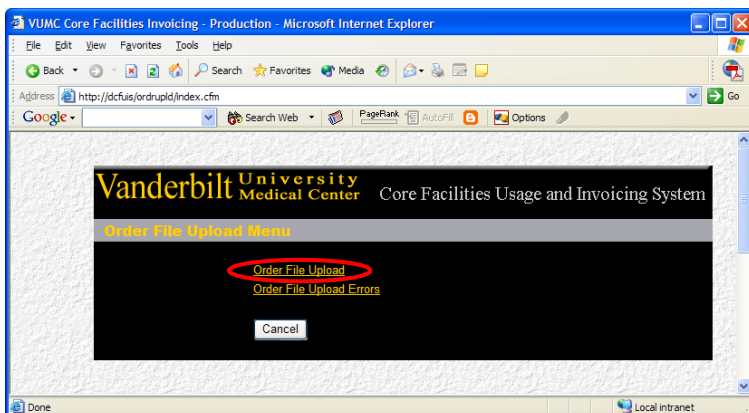 VUMC Core Facilities Invoicing - Production - Microsoft Internet Explorer
File Edit View Favorites Tools Help
Back Search Favorites Media
Address http://dcfuis/ordrupld/index.cfm Go
Google Search Web PageRank AutoFill Options
Vanderbilt University Medical Center Core Facilities Usage and Invoicing System
Order File Upload Menu
Order File Upload
Order File Upload Errors
Cancel
Done Local intranet